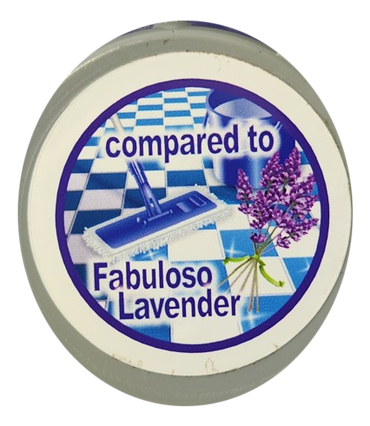 compared to
Fabuloso
Lavender